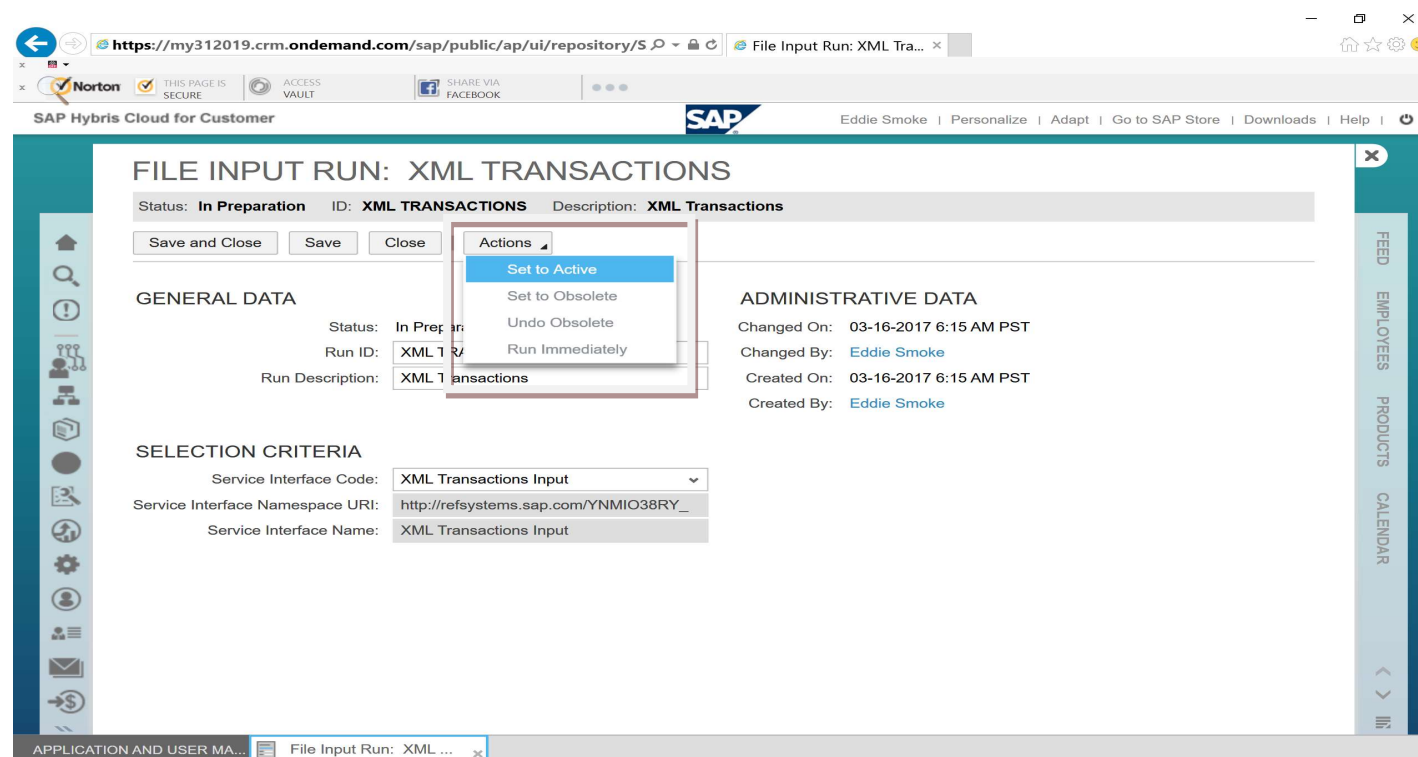 https://my312019.crm.ondemand.com/sap/public/ap/ui/repository/S
File Input Run: XML Tra...
Norton
THIS PAGE IS SECURE
ACCESS VAULT
SHARE VIA FACEBOOK
SAP Hybris Cloud for Customer
SAP
Eddie Smoke | Personalize | Adapt | Go to SAP Store | Downloads | Help |
FILE INPUT RUN: XML TRANSACTIONS
Status: In Preparation ID: XML TRANSACTIONS Description: XML Transactions
Save and Close Save Close Actions
Set to Active
Set to Obsolete
Undo Obsolete
Run Immediately
GENERAL DATA
Status: In Prepar
Run ID: XML TRA
Run Description: XML Transactions
ADMINISTRATIVE DATA
Changed On: 03-16-2017 6:15 AM PST
Changed By: Eddie Smoke
Created On: 03-16-2017 6:15 AM PST
Created By: Eddie Smoke
SELECTION CRITERIA
Service Interface Code: XML Transactions Input
Service Interface Namespace URI: http://refsystems.sap.com/YNMIO38RY_
Service Interface Name: XML Transactions Input
FEED
EMPLOYEES
PRODUCTS
CALENDAR
APPLICATION AND USER MA...
File Input Run: XML ...